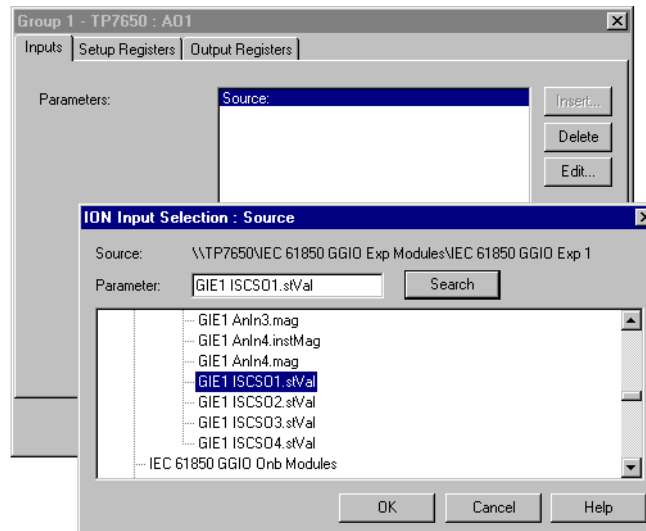 Group 1 - TP7650 : AO1
Inputs Setup Registers Output Registers
Parameters:
Source:
Insert...
Delete
Edit...
ION Input Selection : Source
Source: \\TP7650\IEC 61850 GGIO Exp Modules\IEC 61850 GGIO Exp 1
Parameter: GIE1 ISCSO1.stVal Search
GIE1 AnIn3.mag
GIE1 AnIn4.instMag
GIE1 AnIn4.mag
GIE1 ISCSO1.stVal
GIE1 ISCSO2.stVal
GIE1 ISCSO3.stVal
GIE1 ISCSO4.stVal
IEC 61850 GGIO Onb Modules
OK Cancel Help